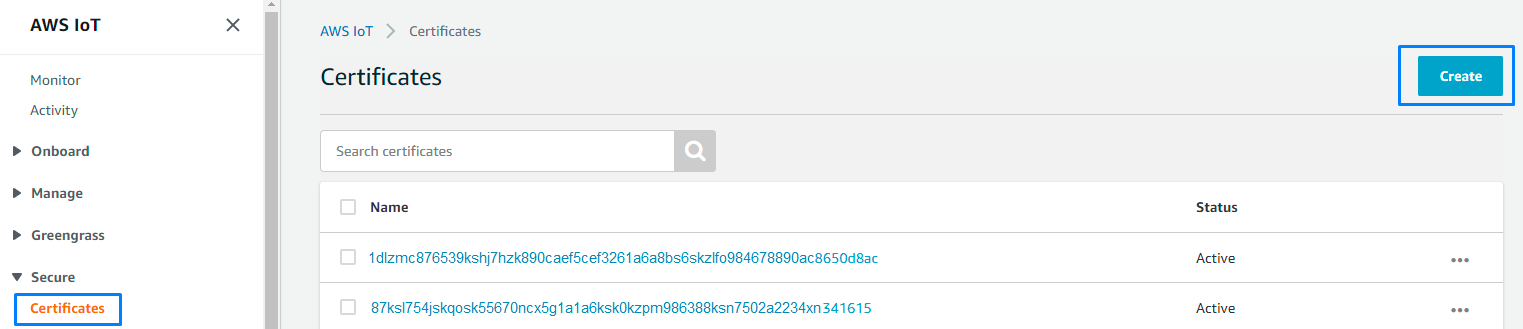 AWS IoT
Monitor
Activity
Onboard
Manage
Greengrass
Secure
Certificates
AWS IoT > Certificates
Certificates
Create
Search certificates
Name Status
1dlzmc876539kshj7hzk890caef5cef3261a6a8bs6skzlfo984678890ac8650d8ac Active ...
87ksl754jskqosk55670ncx5g1a1a6ksk0kzpm986388ksn7502a2234xn341615 Active ...